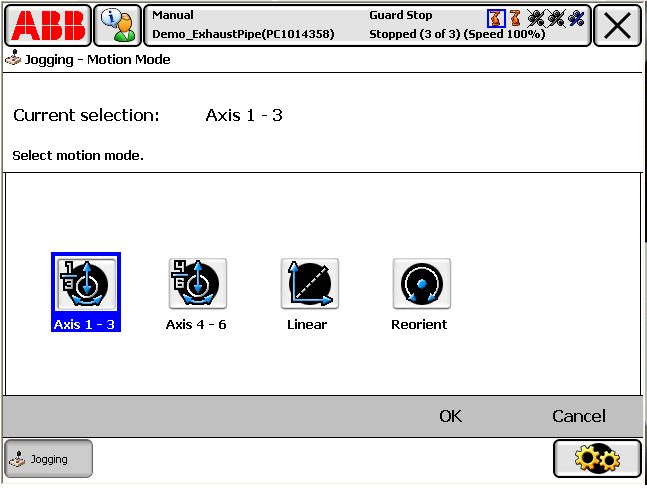 ABB
Manual
Guard Stop
Demo_ExhaustPipe(PC1014358)
Stopped (3 of 3) (Speed 100%)
Jogging - Motion Mode
Current selection: Axis 1 - 3
Select motion mode.
Axis 1 - 3
Axis 4 - 6
Linear
Reorient
OK
Cancel
Jogging